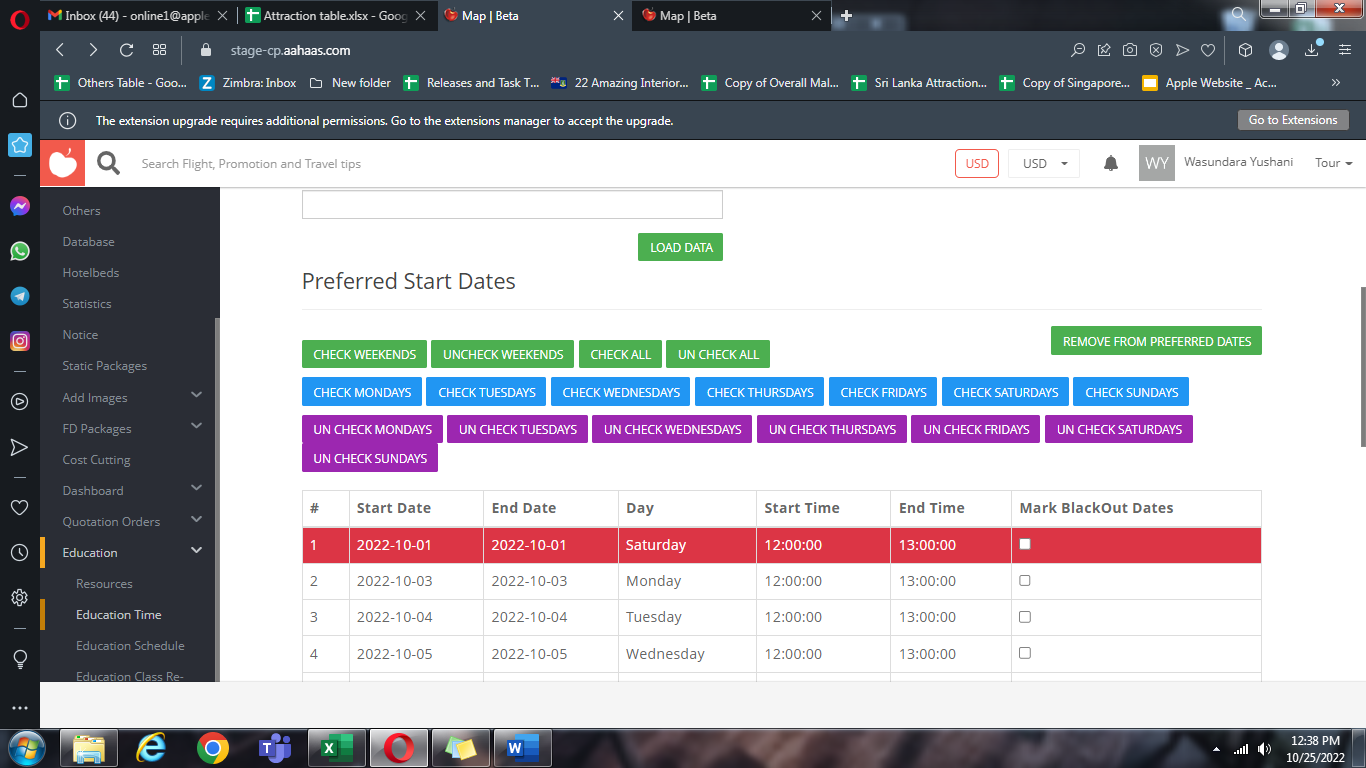 Inbox (44) - online1@apple
Attraction table.xlsx - Goog
Map | Beta
Map | Beta
stage-cp.aahaas.com
Others Table - Goo...
Zimbra: Inbox
New folder
Releases and Task T...
22 Amazing Interior...
Copy of Overall Mal...
Sri Lanka Attraction...
Copy of Singapore...
Apple Website _ Ac...
The extension upgrade requires additional permissions. Go to the extensions manager to accept the upgrade.
Go to Extensions
Search Flight, Promotion and Travel tips
USD
USD
WY
Wasundara Yushani
Tour
Others
Database
Hotelbeds
Statistics
Notice
Static Packages
Add Images
FD Packages
Cost Cutting
Dashboard
Quotation Orders
Education
Resources
Education Time
Education Schedule
Education Class Re-
LOAD DATA
Preferred Start Dates
REMOVE FROM PREFERRED DATES
CHECK WEEKENDS UNCHECK WEEKENDS CHECK ALL UN CHECK ALL
CHECK MONDAYS CHECK TUESDAYS CHECK WEDNESDAYS CHECK THURSDAYS CHECK FRIDAYS CHECK SATURDAYS CHECK SUNDAYS
UN CHECK MONDAYS UN CHECK TUESDAYS UN CHECK WEDNESDAYS UN CHECK THURSDAYS UN CHECK FRIDAYS UN CHECK SATURDAYS
UN CHECK SUNDAYS
# Start Date End Date Day Start Time End Time Mark BlackOut Dates
1 2022-10-01 2022-10-01 Saturday 12:00:00 13:00:00
2 2022-10-03 2022-10-03 Monday 12:00:00 13:00:00
3 2022-10-04 2022-10-04 Tuesday 12:00:00 13:00:00
4 2022-10-05 2022-10-05 Wednesday 12:00:00 13:00:00
12:38 PM
10/25/2022